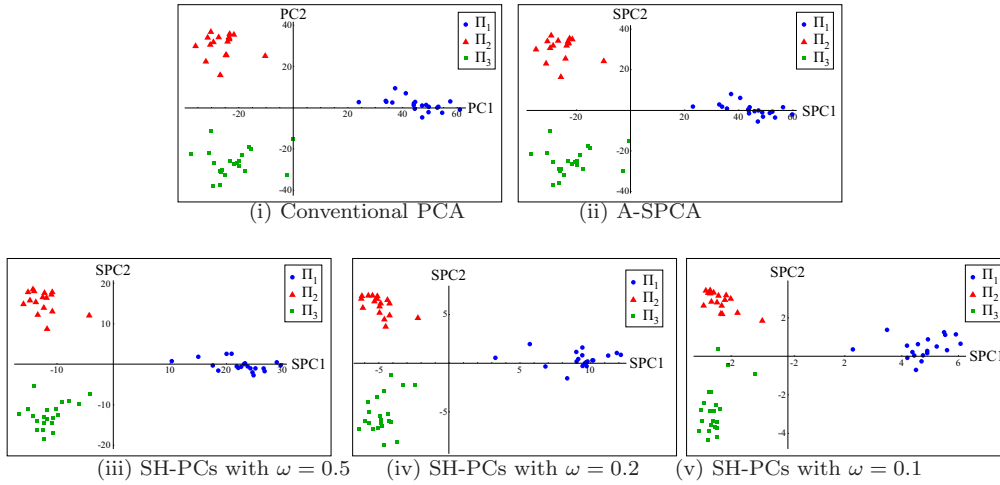 PC2
40
20
-20
-40
-20
20
40
60
PC1
Π1
Π2
Π3
(i) Conventional PCA
SPC2
40
20
-20
-40
-20
20
40
60
SPC1
Π1
Π2
Π3
(ii) A-SPCA
SPC2
20
10
-10
-20
-10
10
20
30
SPC1
Π1
Π2
Π3
(iii) SH-PCs with ω = 0.5
SPC2
5
-5
-5
5
10
SPC1
Π1
Π2
Π3
(iv) SH-PCs with ω = 0.2
SPC2
2
-2
-4
-2
-2
2
4
6
SPC1
Π1
Π2
Π3
(v) SH-PCs with ω = 0.1